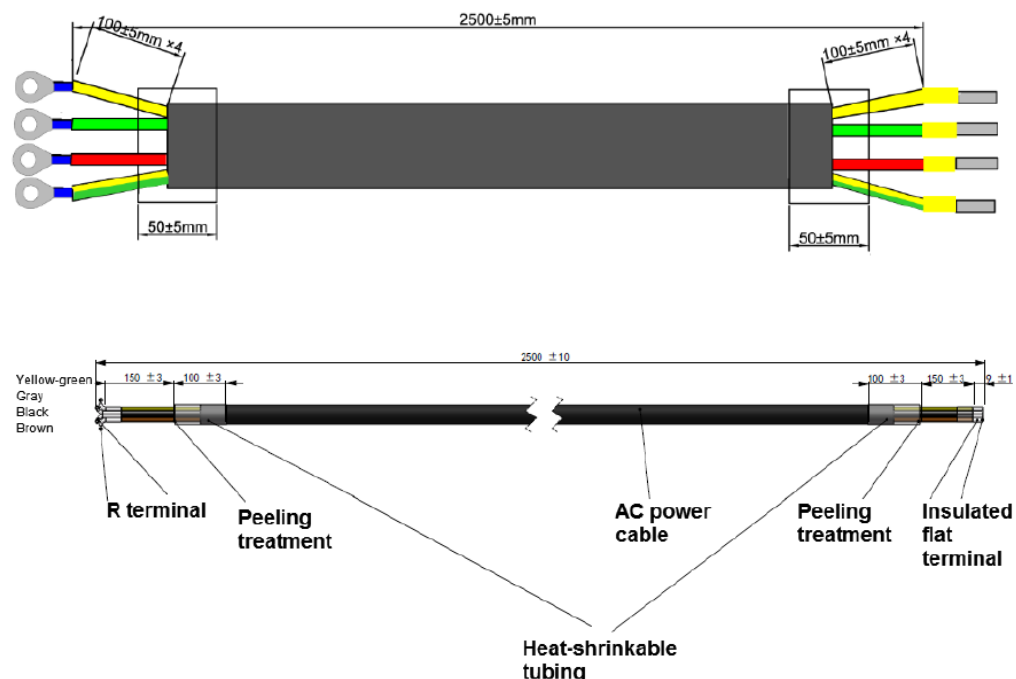 2500±5mm
100±5mm ×4
100±5mm ×4
50±5mm
50±5mm
2500 ±10
150 ±3
100 ±3
100 ±3
150 ±3
9 ±1
Yellow-green
Gray
Black
Brown
R terminal
Peeling
treatment
AC power
cable
Peeling
treatment
Insulated
flat
terminal
Heat-shrinkable
tubing